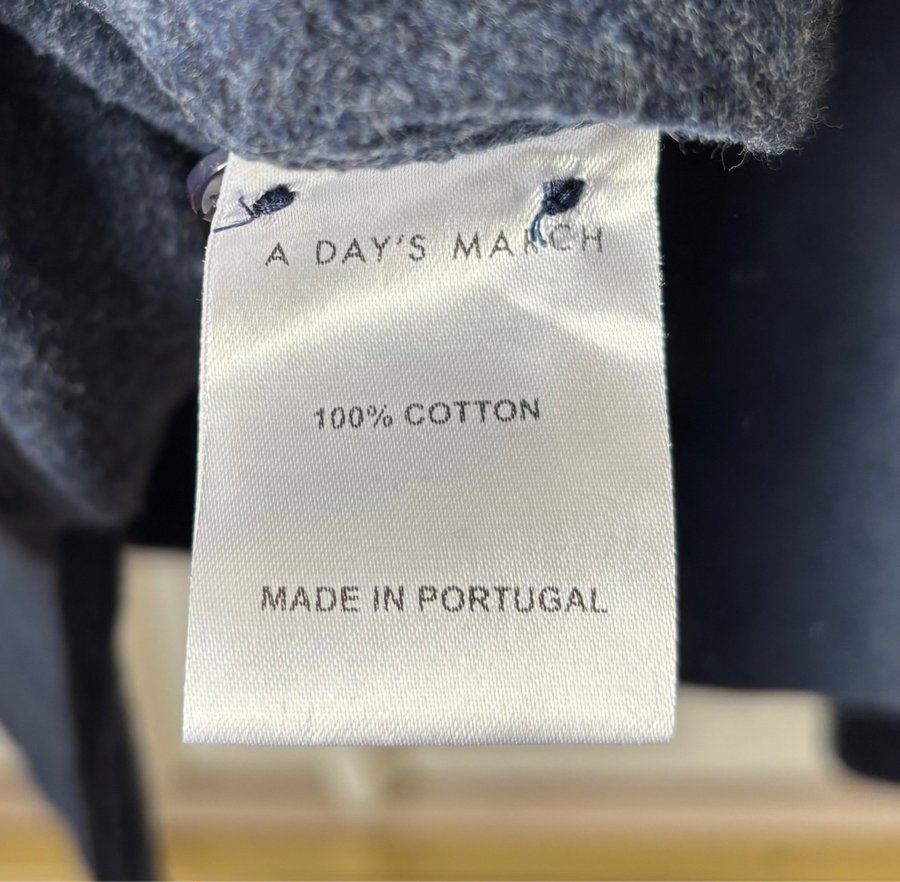 A DAY'S MARCH
100% COTTON
MADE IN PORTUGAL